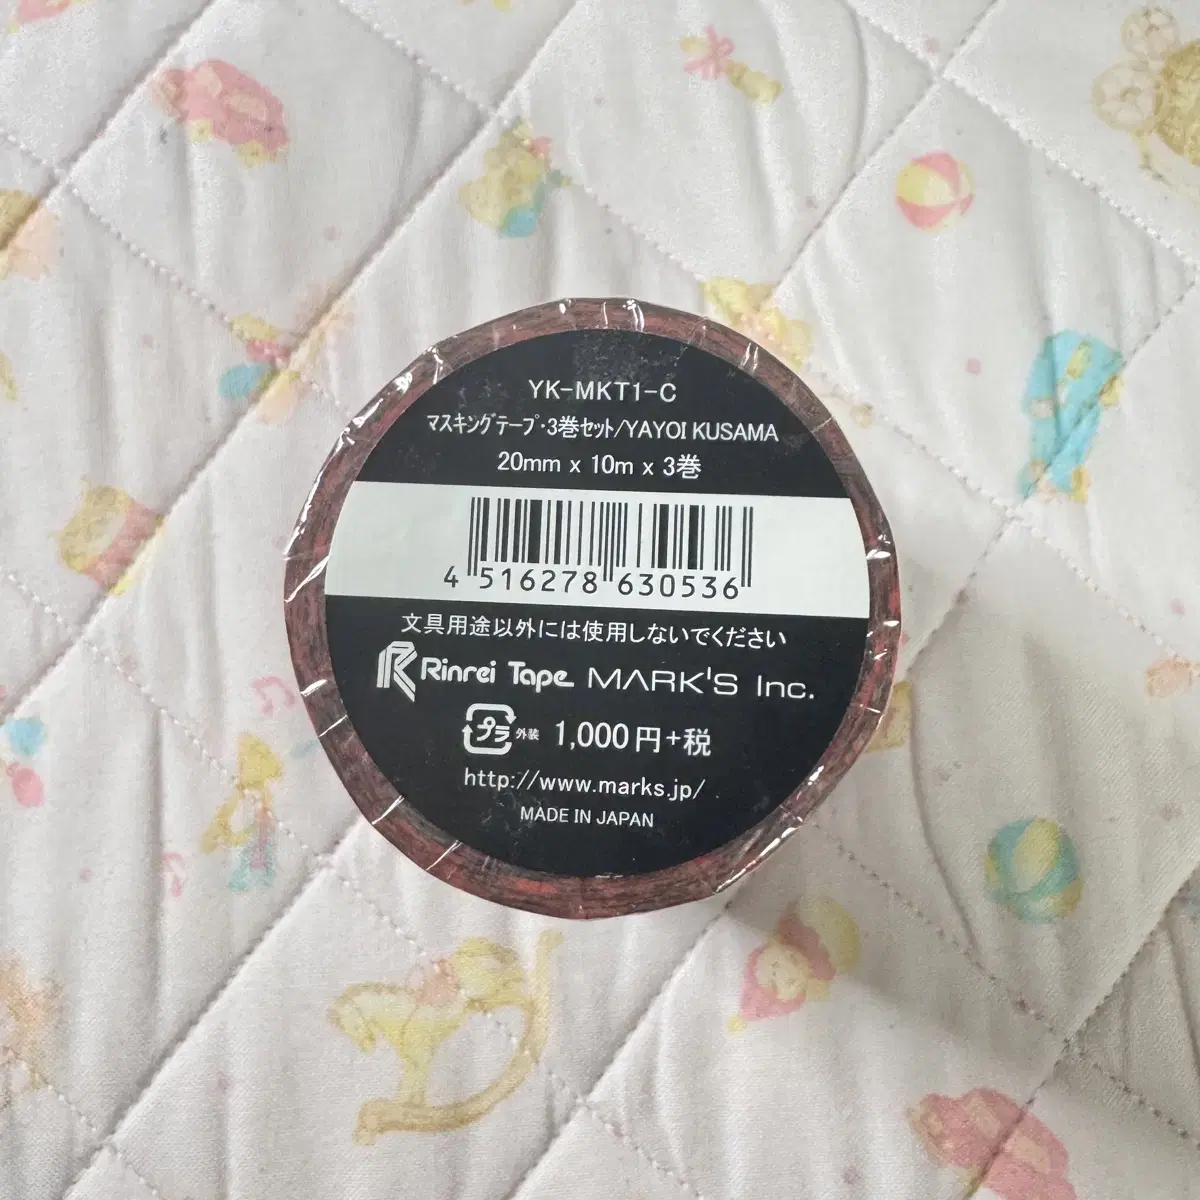 YK-MKT1-C
マスキングテープ・3巻セット/YAYOI KUSAMA
20mm x 10m x 3巻
4 516278 630536
文具用途以外には使用しないでください
Rinrei Tape MARK'S Inc.
プラ 外装 1,000円+税
http://www.marks.jp/
MADE IN JAPAN